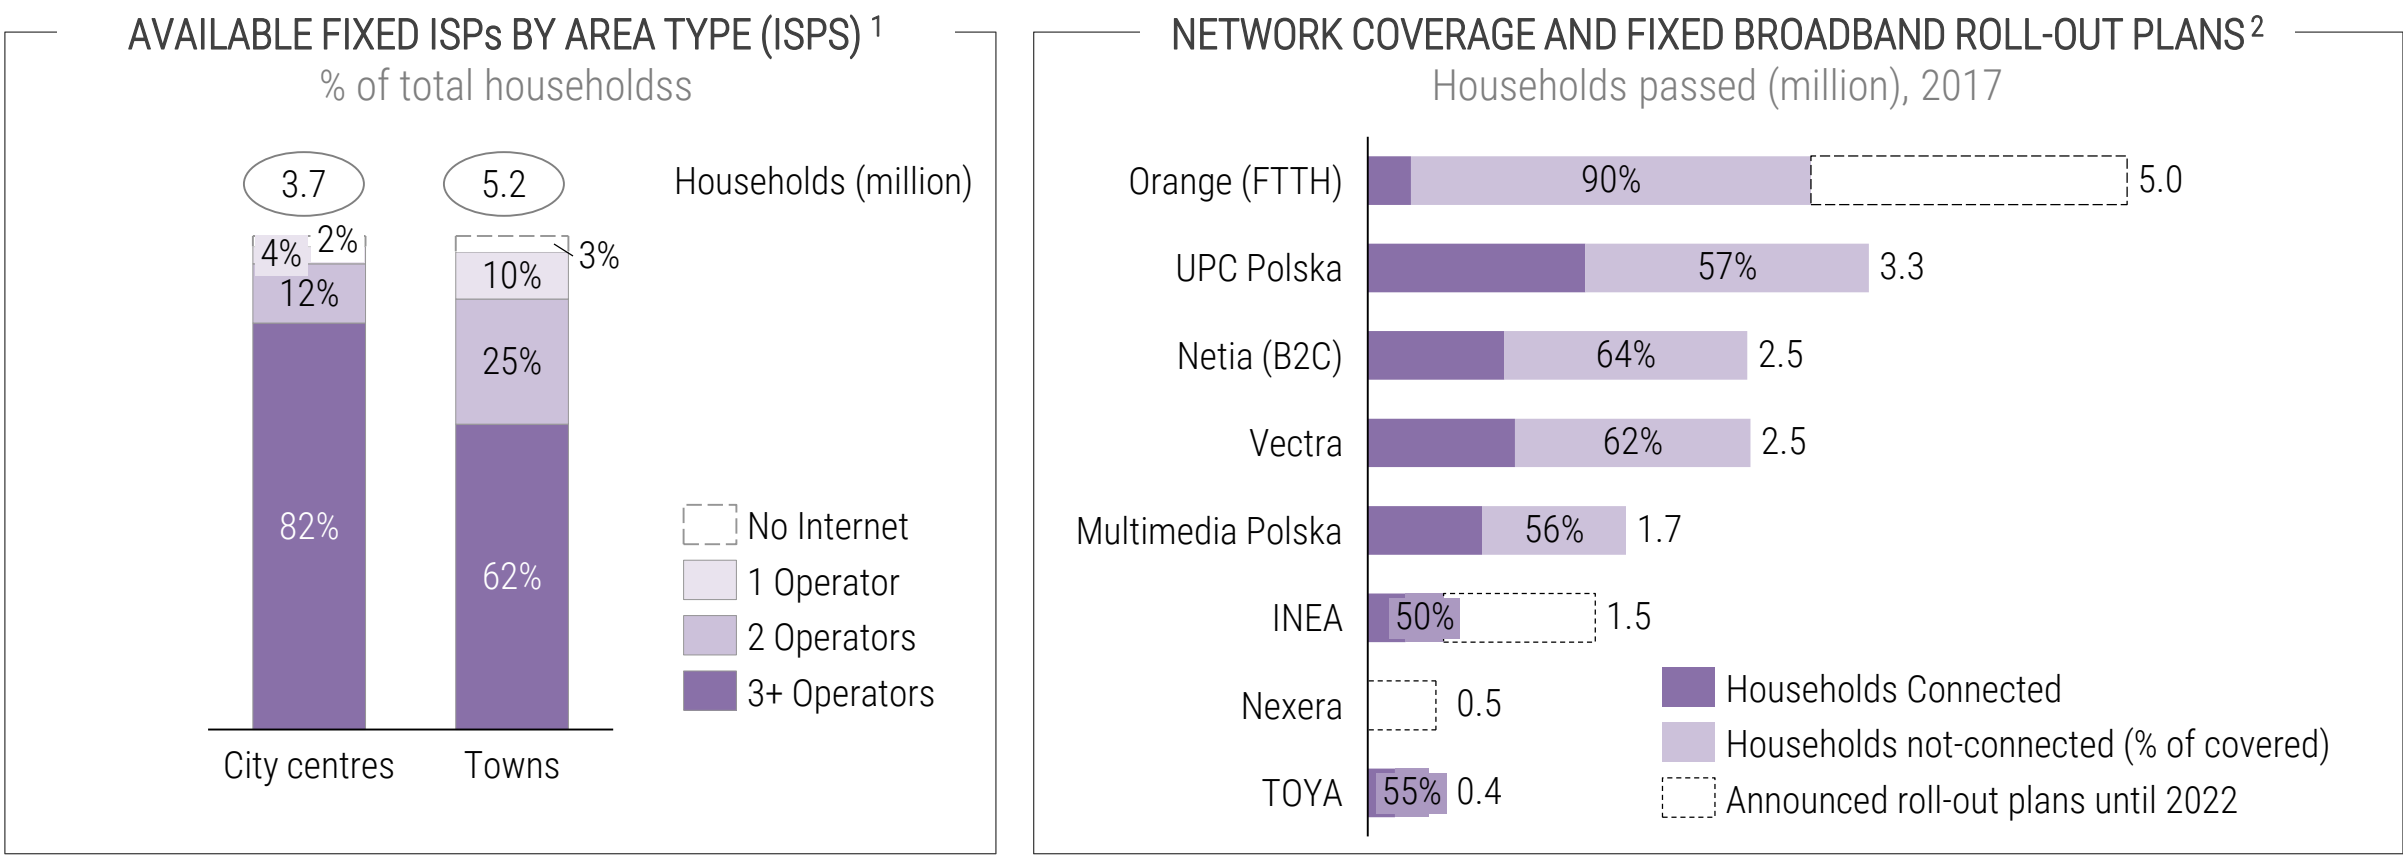 AVAILABLE FIXED ISPs BY AREA TYPE (ISPS) 1
% of total householdss
3.7
5.2
Households (million)
4%
2%
12%
82%
3%
10%
25%
62%
No Internet
1 Operator
2 Operators
3+ Operators
City centres
Towns
NETWORK COVERAGE AND FIXED BROADBAND ROLL-OUT PLANS 2
Households passed (million), 2017
Orange (FTTH) 90% 5.0
UPC Polska 57% 3.3
Netia (B2C) 64% 2.5
Vectra 62% 2.5
Multimedia Polska 56% 1.7
INEA 50% 1.5
Nexera 0.5
TOYA 55% 0.4
Households Connected
Households not-connected (% of covered)
Announced roll-out plans until 2022